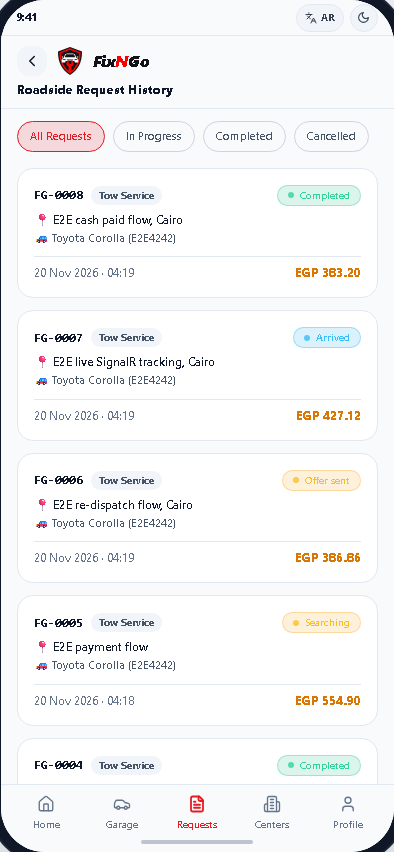 9:41
AR
FixNGo
Roadside Request History
All Requests
In Progress
Completed
Cancelled
FG-0008 Tow Service Completed
E2E cash paid flow, Cairo
Toyota Corolla (E2E4242)
20 Nov 2026 · 04:19 EGP 383.20
FG-0007 Tow Service Arrived
E2E live SignalR tracking, Cairo
Toyota Corolla (E2E4242)
20 Nov 2026 · 04:19 EGP 427.12
FG-0006 Tow Service Offer sent
E2E re-dispatch flow, Cairo
Toyota Corolla (E2E4242)
20 Nov 2026 · 04:19 EGP 386.86
FG-0005 Tow Service Searching
E2E payment flow
Toyota Corolla (E2E4242)
20 Nov 2026 · 04:18 EGP 554.90
FG-0004 Tow Service Completed
Home
Garage
Requests
Centers
Profile